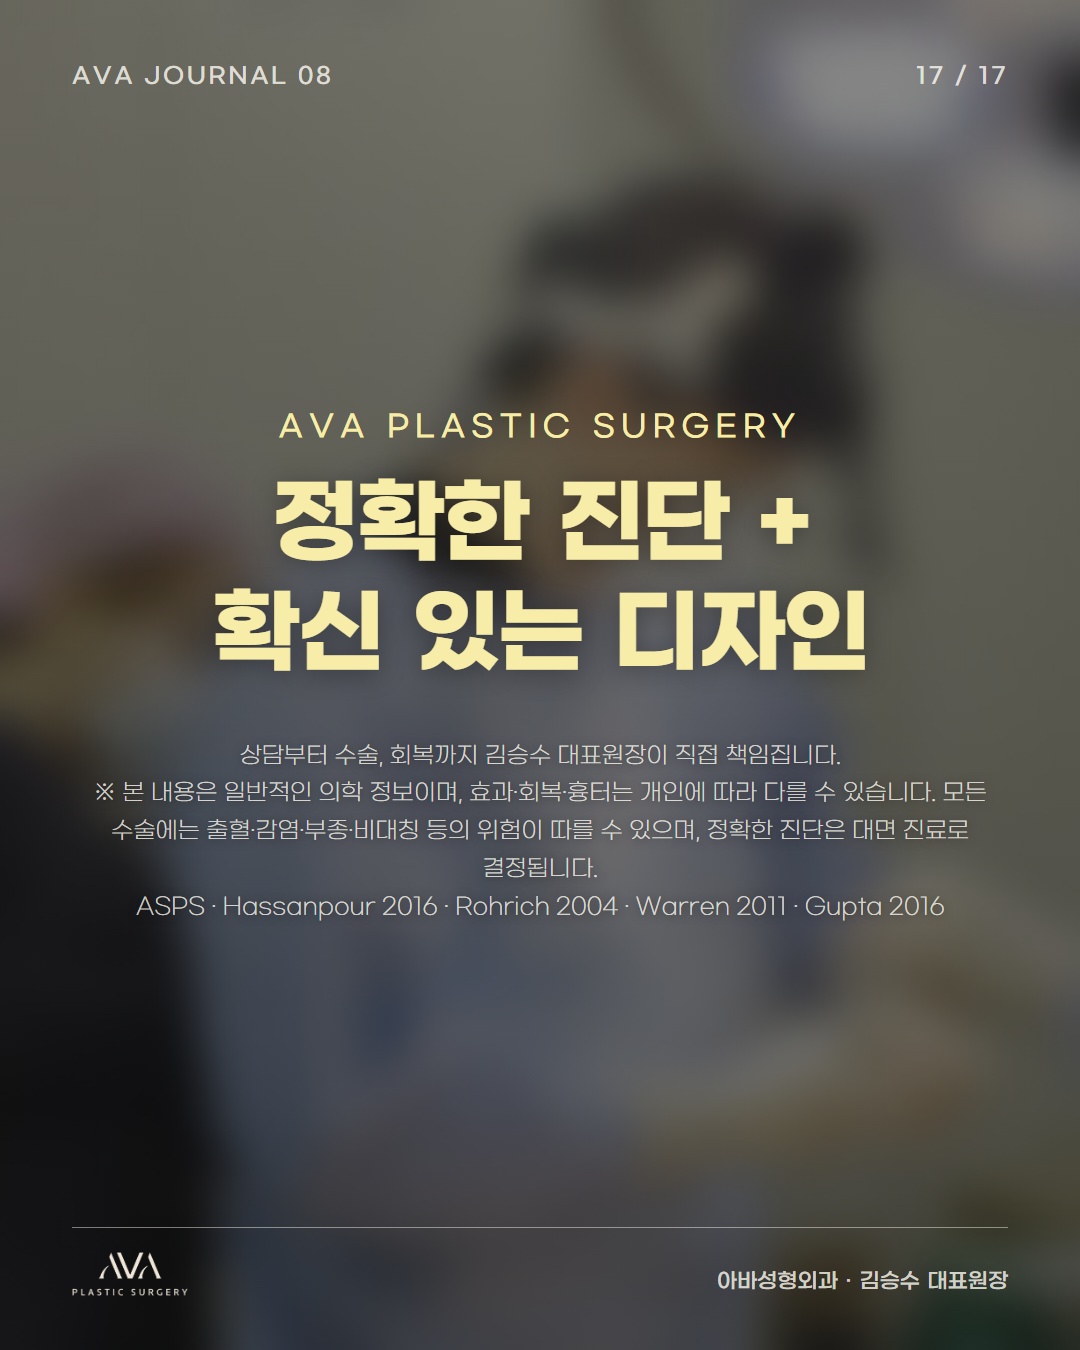 AVA JOURNAL 08
17 / 17
AVA PLASTIC SURGERY
정확한 진단 +
확신 있는 디자인
상담부터 수술, 회복까지 김승수 대표원장이 직접 책임집니다.
※ 본 내용은 일반적인 의학 정보이며, 효과·회복·흉터는 개인에 따라 다를 수 있습니다. 모든
수술에는 출혈·감염·부종·비대칭 등의 위험이 따를 수 있으며, 정확한 진단은 대면 진료로
결정됩니다.
ASPS · Hassanpour 2016 · Rohrich 2004 · Warren 2011 · Gupta 2016
AVA
PLASTIC SURGERY
아바성형외과 · 김승수 대표원장